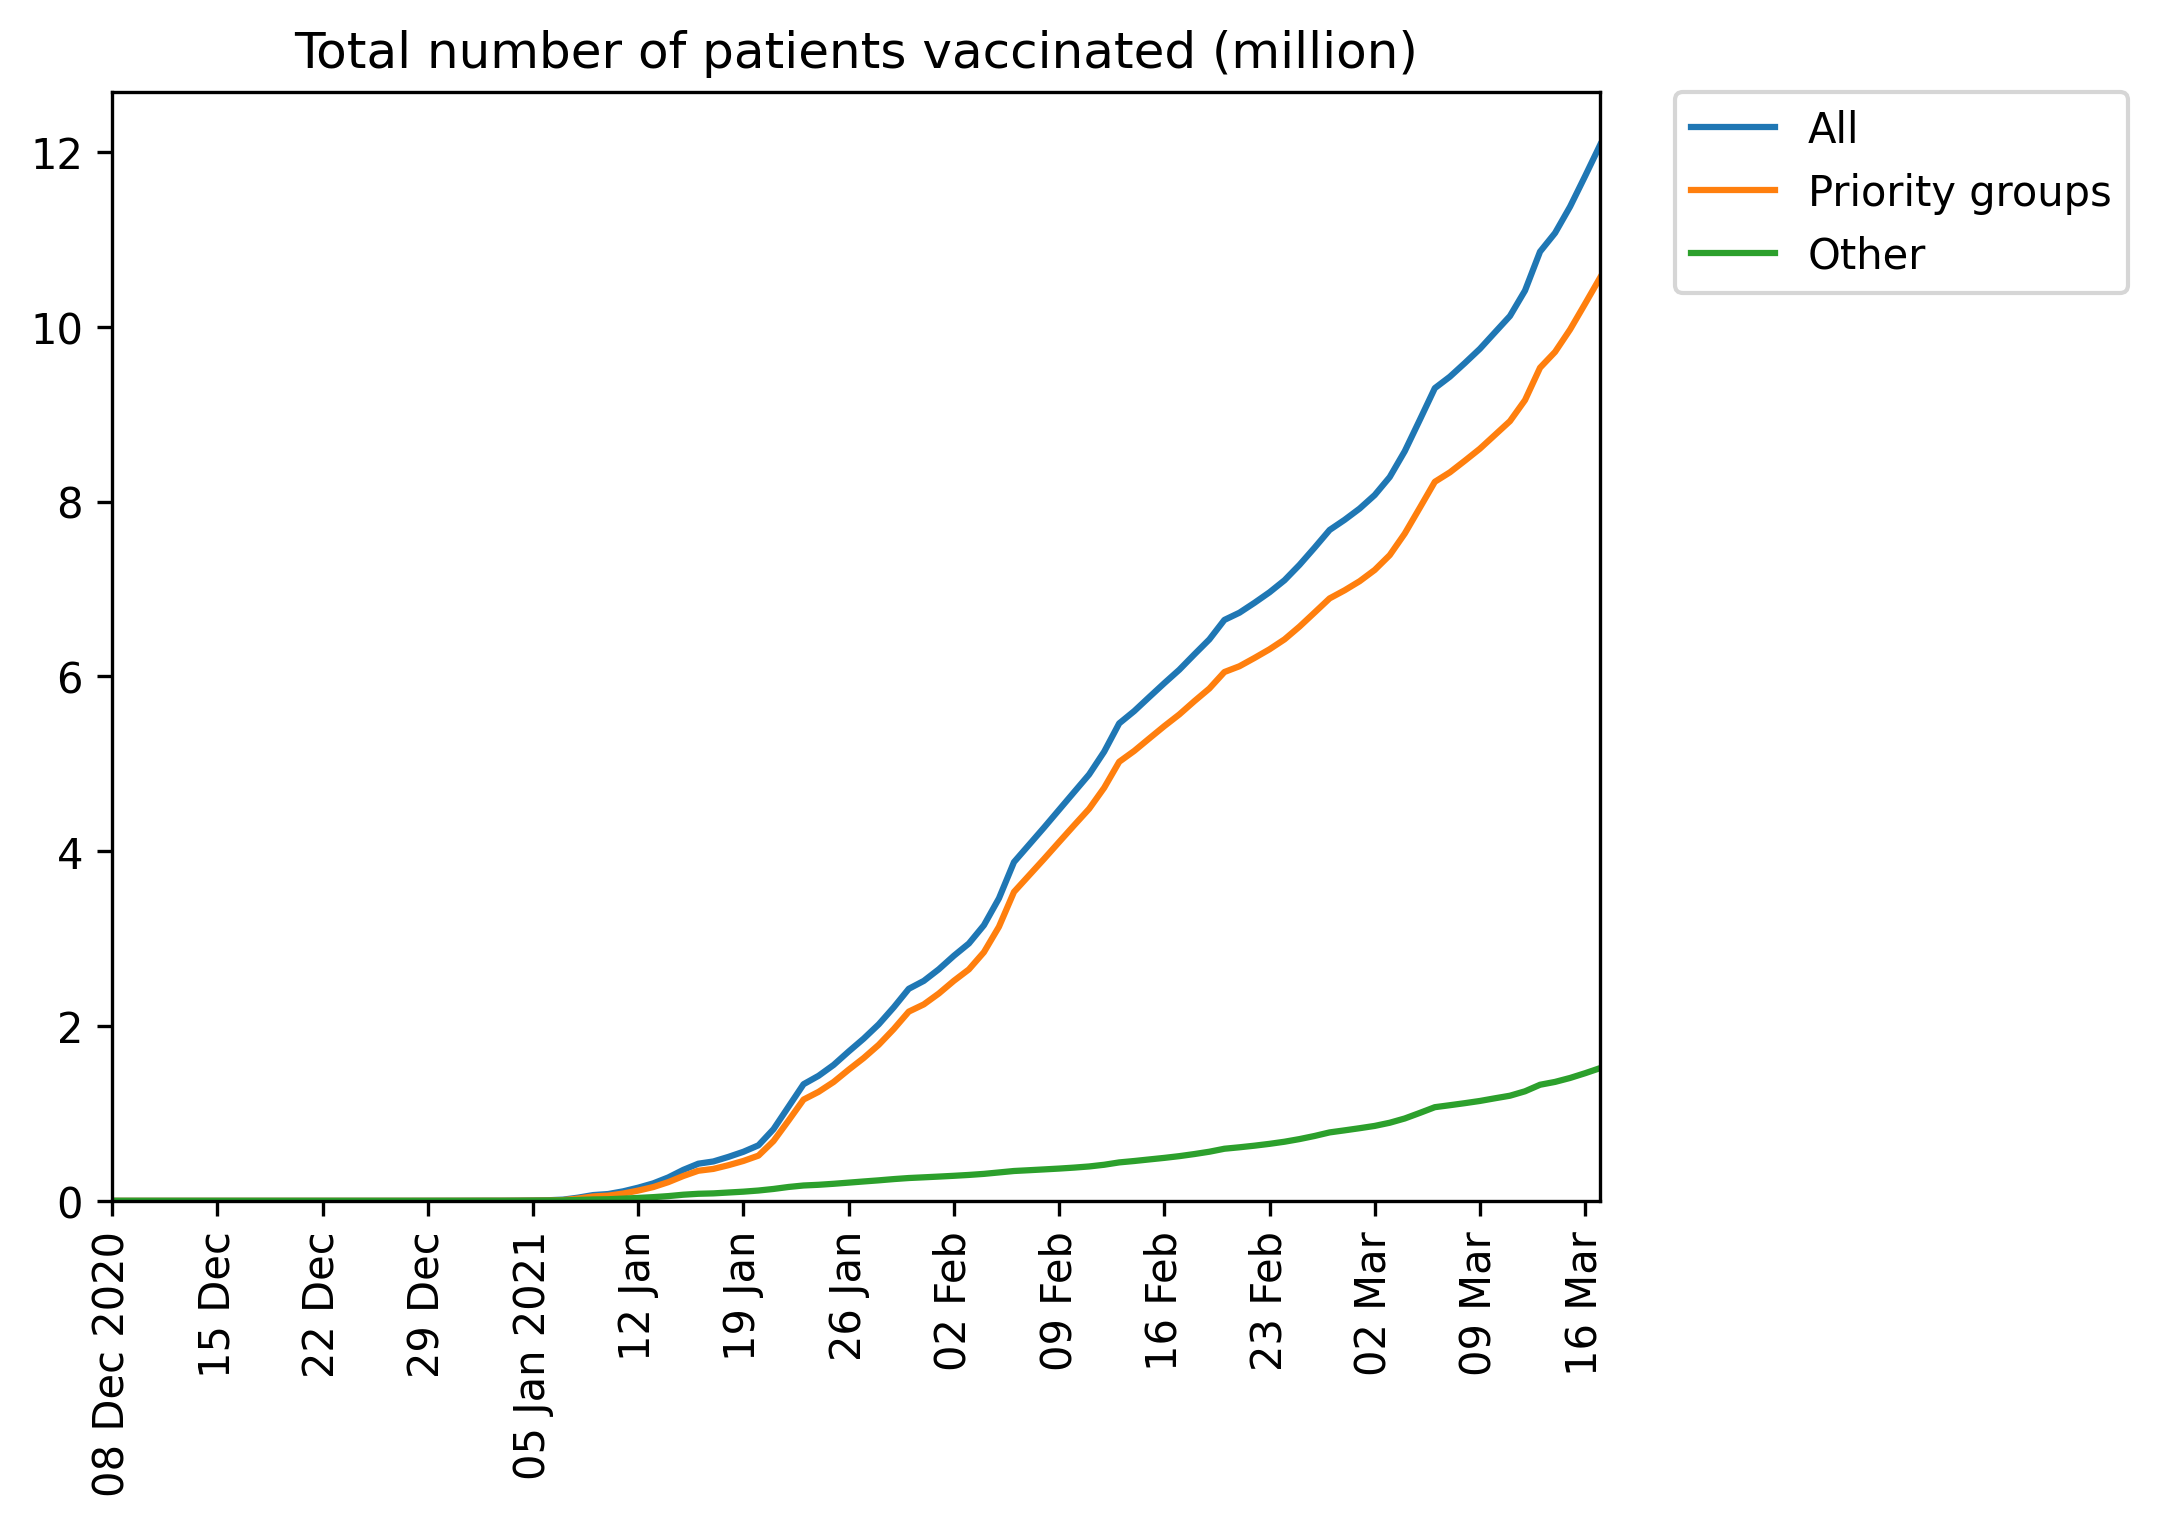 Total number of patients vaccinated (million)
12
10
8
6
4
2
0
All
Priority groups
Other
08 Dec 2020
15 Dec
22 Dec
29 Dec
05 Jan 2021
12 Jan
19 Jan
26 Jan
02 Feb
09 Feb
16 Feb
23 Feb
02 Mar
09 Mar
16 Mar